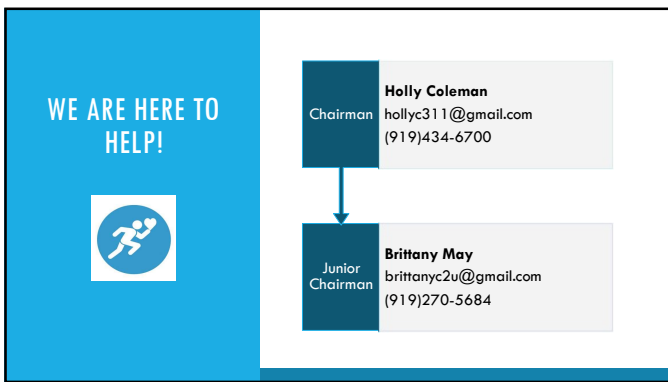 WE ARE HERE TO
HELP!
Chairman
Holly Coleman
hollyc311@gmail.com
(919)434-6700
Junior
Chairman
Brittany May
brittanyc2u@gmail.com
(919)270-5684